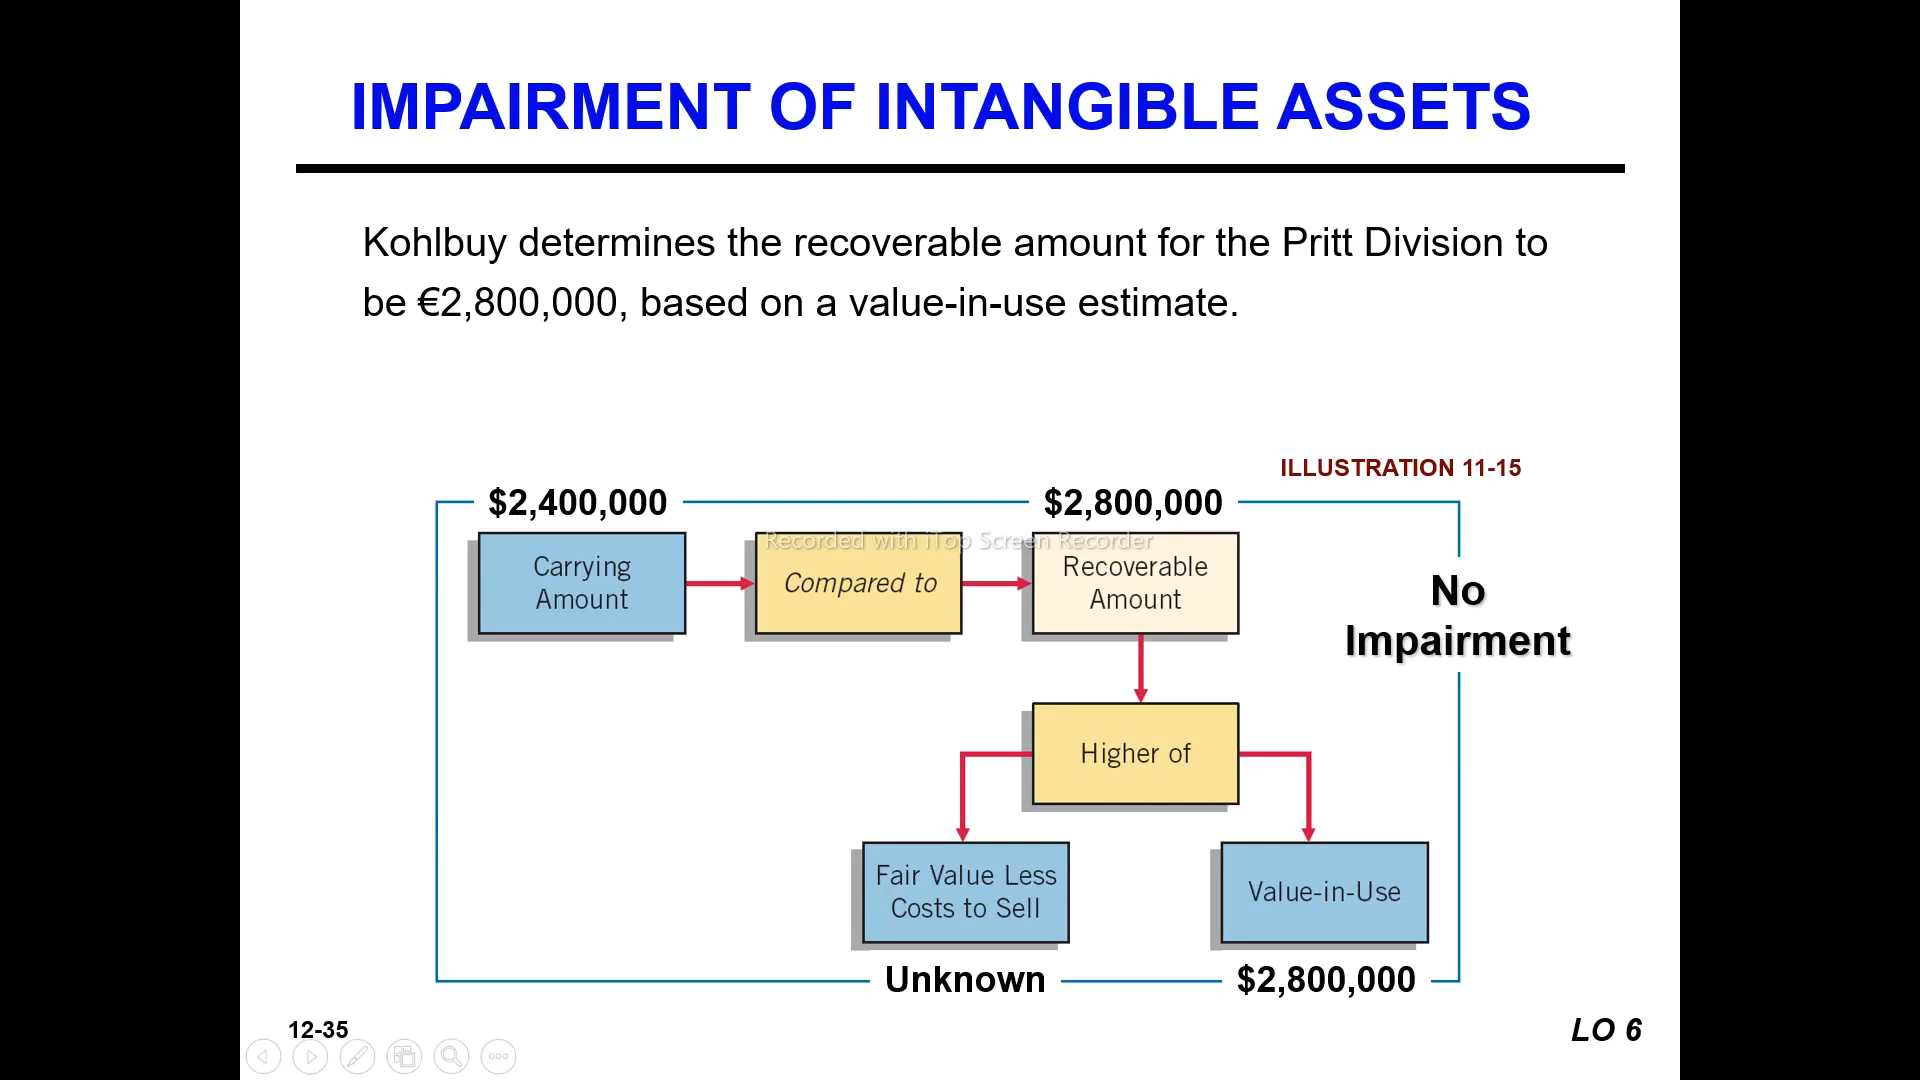 IMPAIRMENT OF INTANGIBLE ASSETS
Kohlbuy determines the recoverable amount for the Pritt Division to
be €2,800,000, based on a value-in-use estimate.
ILLUSTRATION 11-15
$2,400,000
$2,800,000
Recorded with iTop Screen Recorder
Carrying
Amount
Compared to
Recoverable
Amount
No
Impairment
Higher of
Fair Value Less
Costs to Sell
Value-in-Use
Unknown
$2,800,000
12-35
LO 6